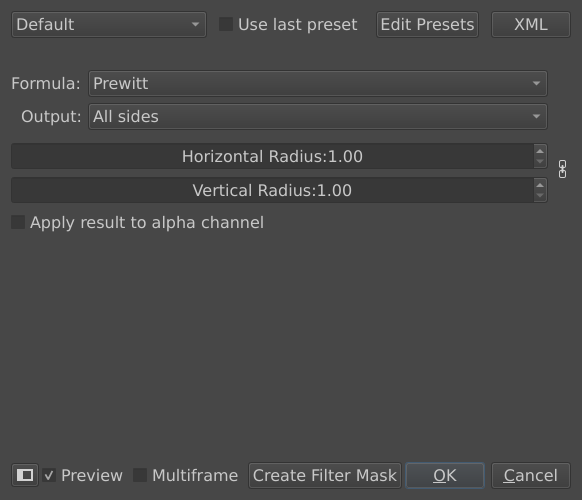 Default Use last preset Edit Presets XML
Formula: Prewitt
Output: All sides
Horizontal Radius:1.00
Vertical Radius:1.00
Apply result to alpha channel
Preview Multiframe Create Filter Mask OK Cancel